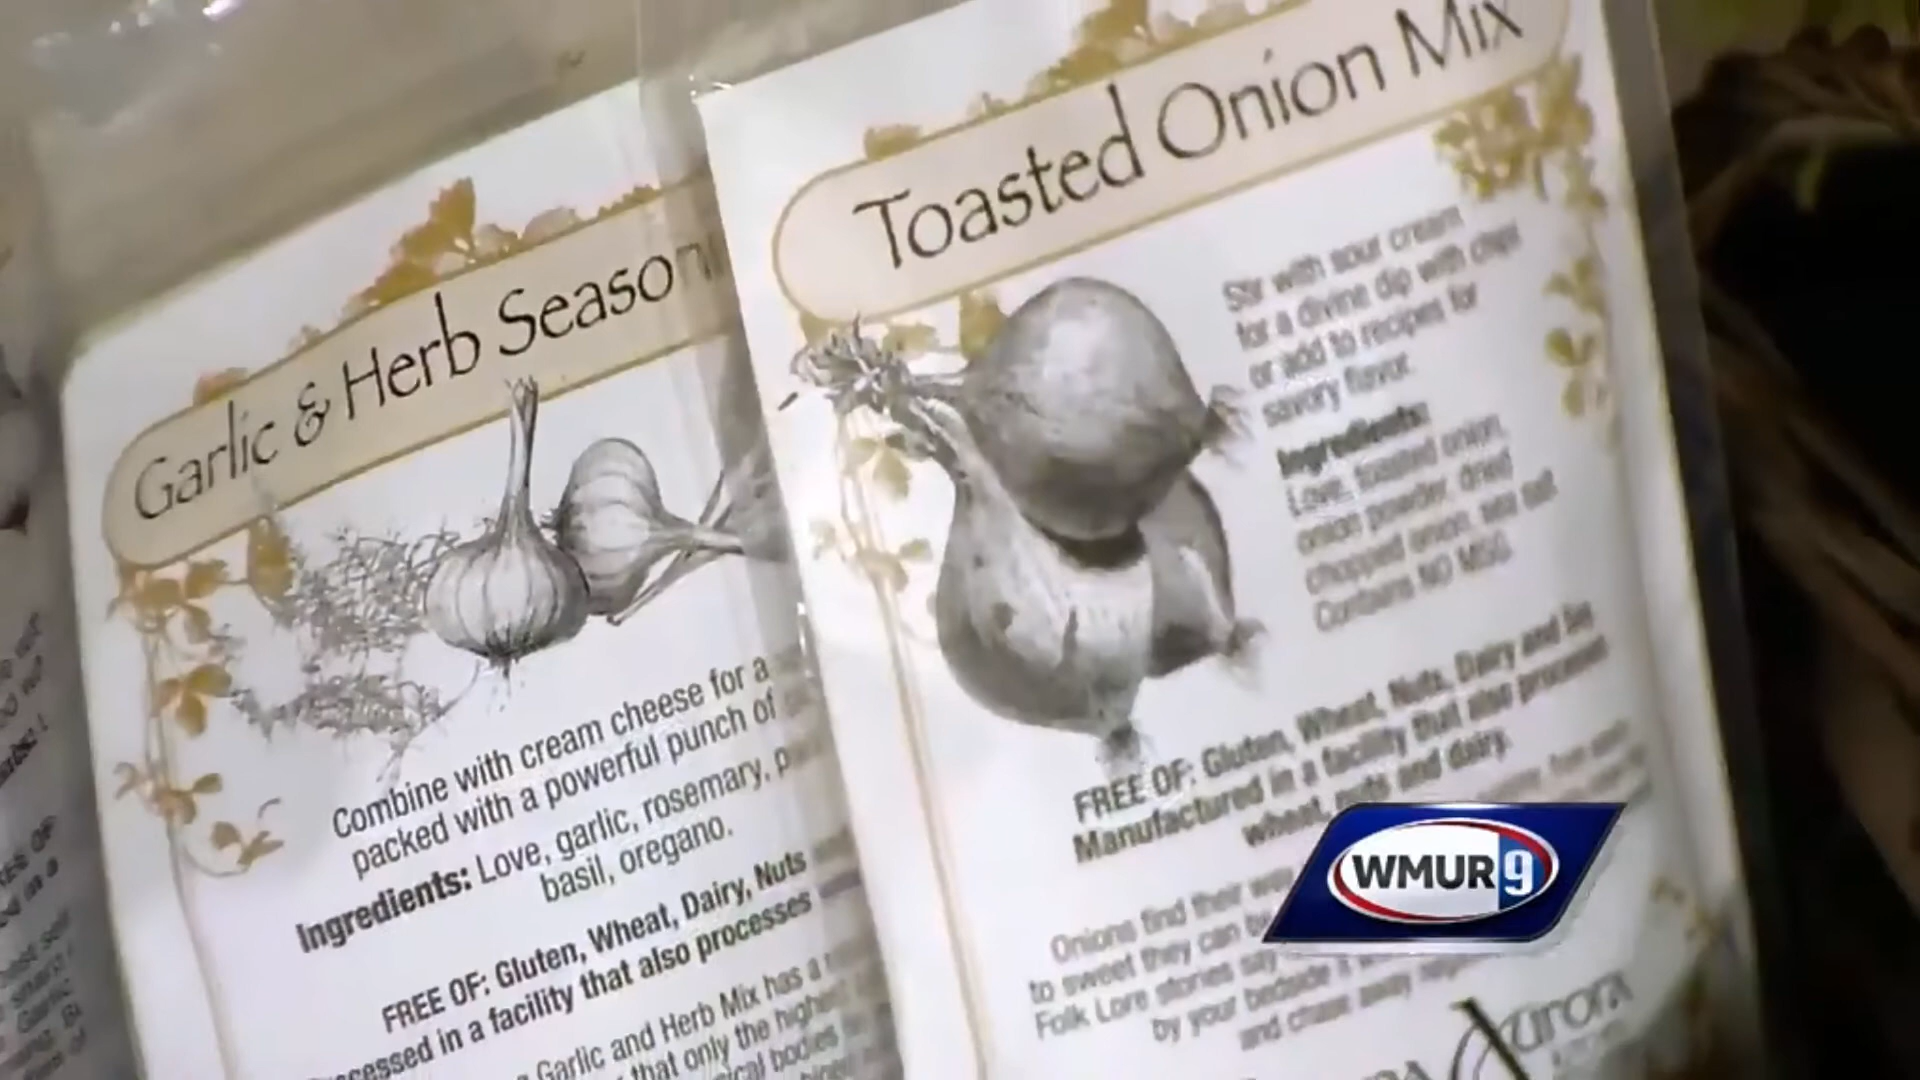 Garlic & Herb Season
Combine with cream cheese for a
packed with a powerful punch of
Ingredients: Love, garlic, rosemary,
basil, oregano.
FREE OF: Gluten, Wheat, Dairy, Nuts
in a facility that also processes
Garlic and Herb Mix has a
that only the highest
bodies
Toasted Onion Mix
Stir with sour cream
for a divine dip with chips
or add to recipes for
savory flavor.
Ingredients:
Love, toasted onion,
onion powder, dried
chopped onion, sea salt
Contains NO MSG.
FREE OF: Gluten, Wheat, Nuts, Dairy and
Manufactured in a facility that also processes
wheat, nuts and dairy.
Onions find their way
to sweet they can
Folk Lore stories say
by your bedside
and chase away
Aurora
WMUR 9